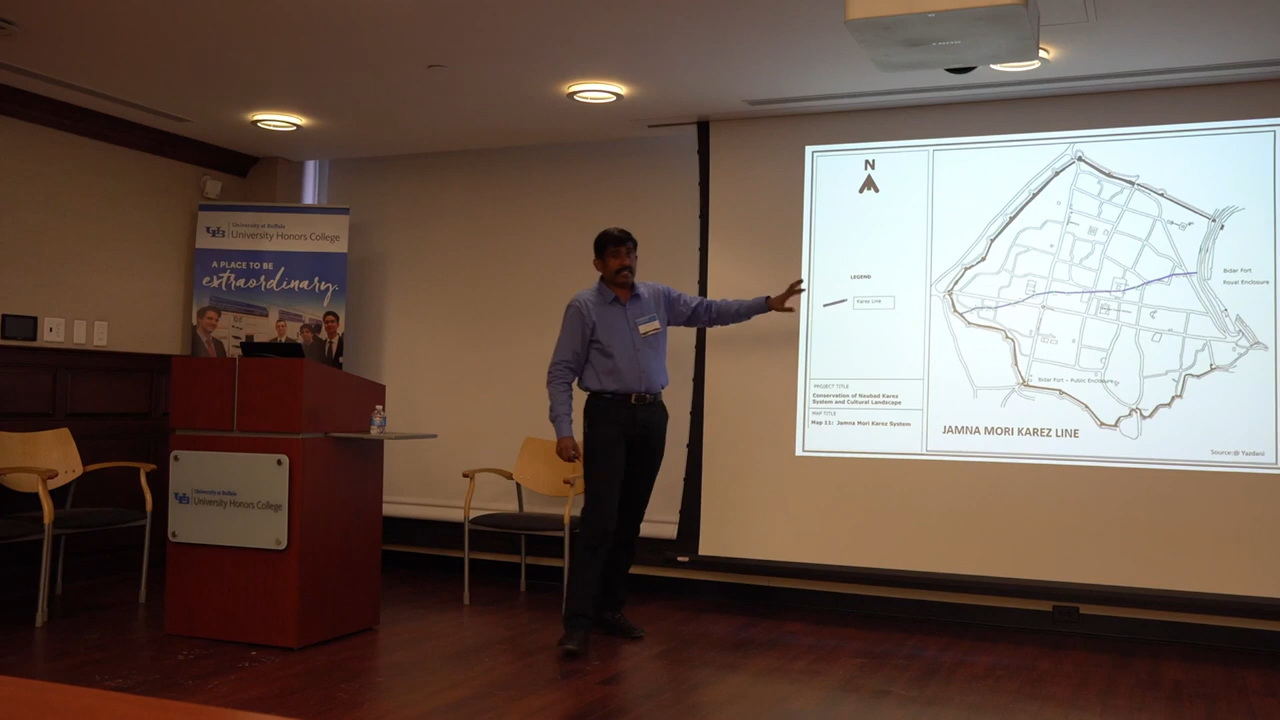 University at Buffalo
University Honors College
A PLACE TO BE
extraordinary.
University at Buffalo
University Honors College
SONY
N
LEGEND
Karez Line
PROJECT TITLE
Conservation of Naubad Karez
System and Cultural Landscape
MAP TITLE
Map 11: Jamna Mori Karez System
Bidar Fort
Royal Enclosure
Bidar Fort – Public Enclosure
JAMNA MORI KAREZ LINE
Source:@ Yazdani